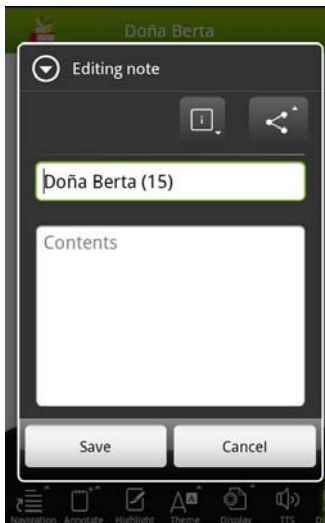 Doña Berta
Editing note
Doña Berta (15)
Contents
Save Cancel
Navigation Annotate Highlight Theme Display TTS